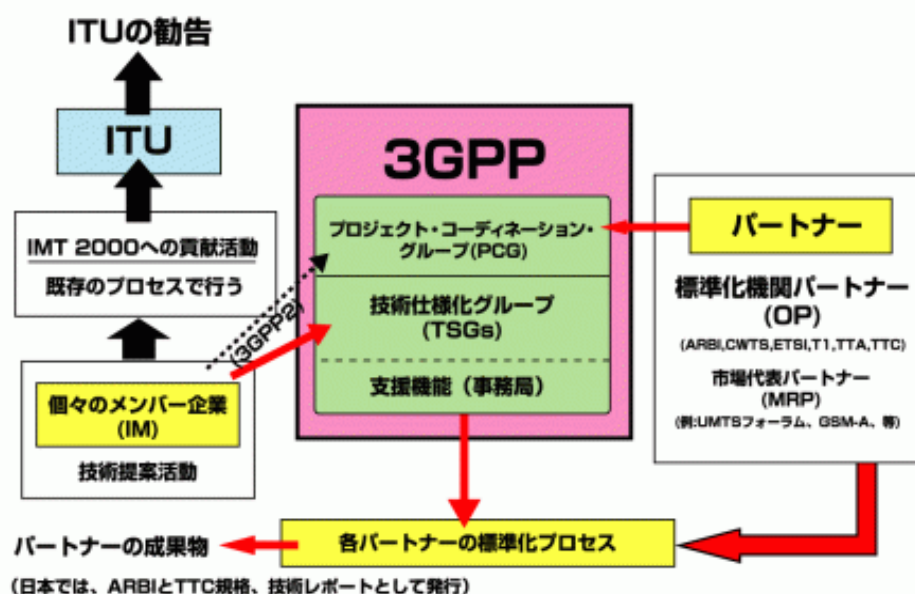 ITUの勧告
ITU
IMT 2000への貢献活動
既存のプロセスで行う
(3GPP2)
個々のメンバー企業
(IM)
技術提案活動
3GPP
プロジェクト・コーディネーション・
グループ(PCG)
技術仕様化グループ
(TSGs)
支援機能（事務局）
パートナー
標準化機関パートナー
(OP)
(ARBI,CWTS,ETSI,T1,TTA,TTC)
市場代表パートナー
(MRP)
(例:UMTSフォーラム、GSM-A、等)
各パートナーの標準化プロセス
パートナーの成果物
（日本では、ARBIとTTC規格、技術レポートとして発行）